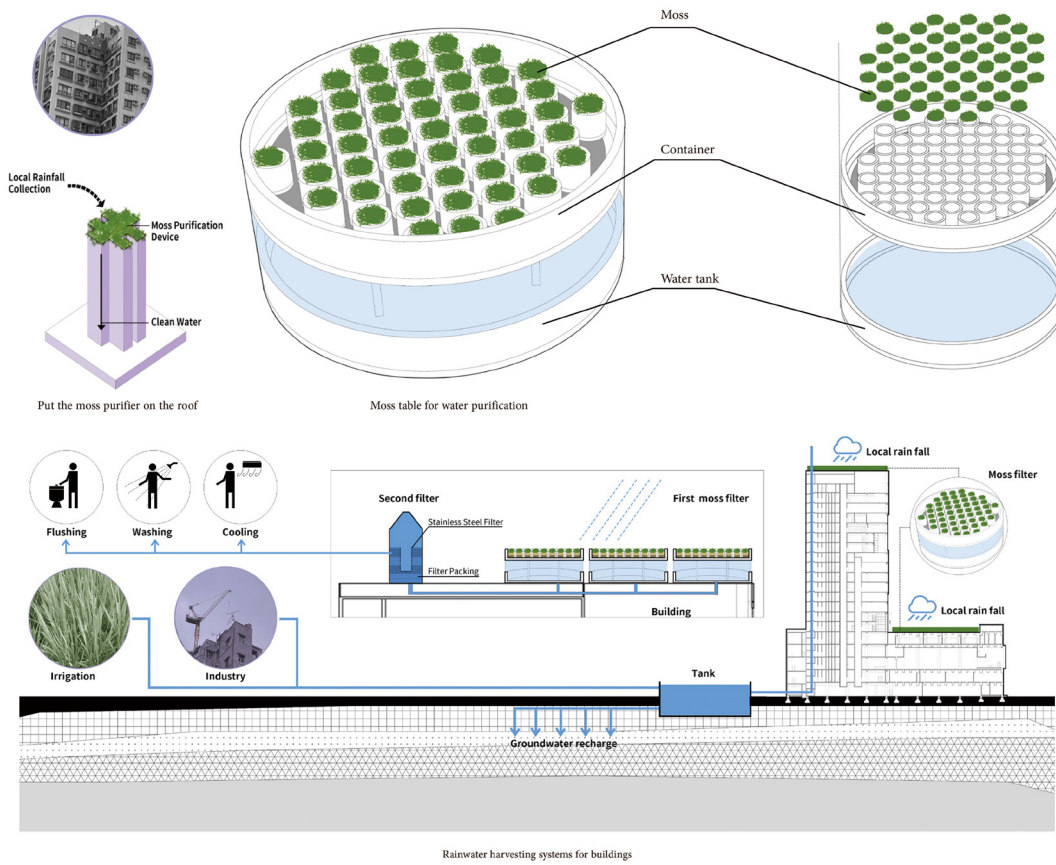 Moss
Container
Water tank
Local Rainfall
Collection
Moss Purification
Device
Clean Water
Put the moss purifier on the roof
Moss table for water purification
Flushing
Washing
Cooling
Second filter
Stainless Steel Filter
Filter Packing
First moss filter
Building
Local rain fall
Moss filter
Local rain fall
Irrigation
Industry
Tank
Groundwater recharge
Rainwater harvesting systems for buildings